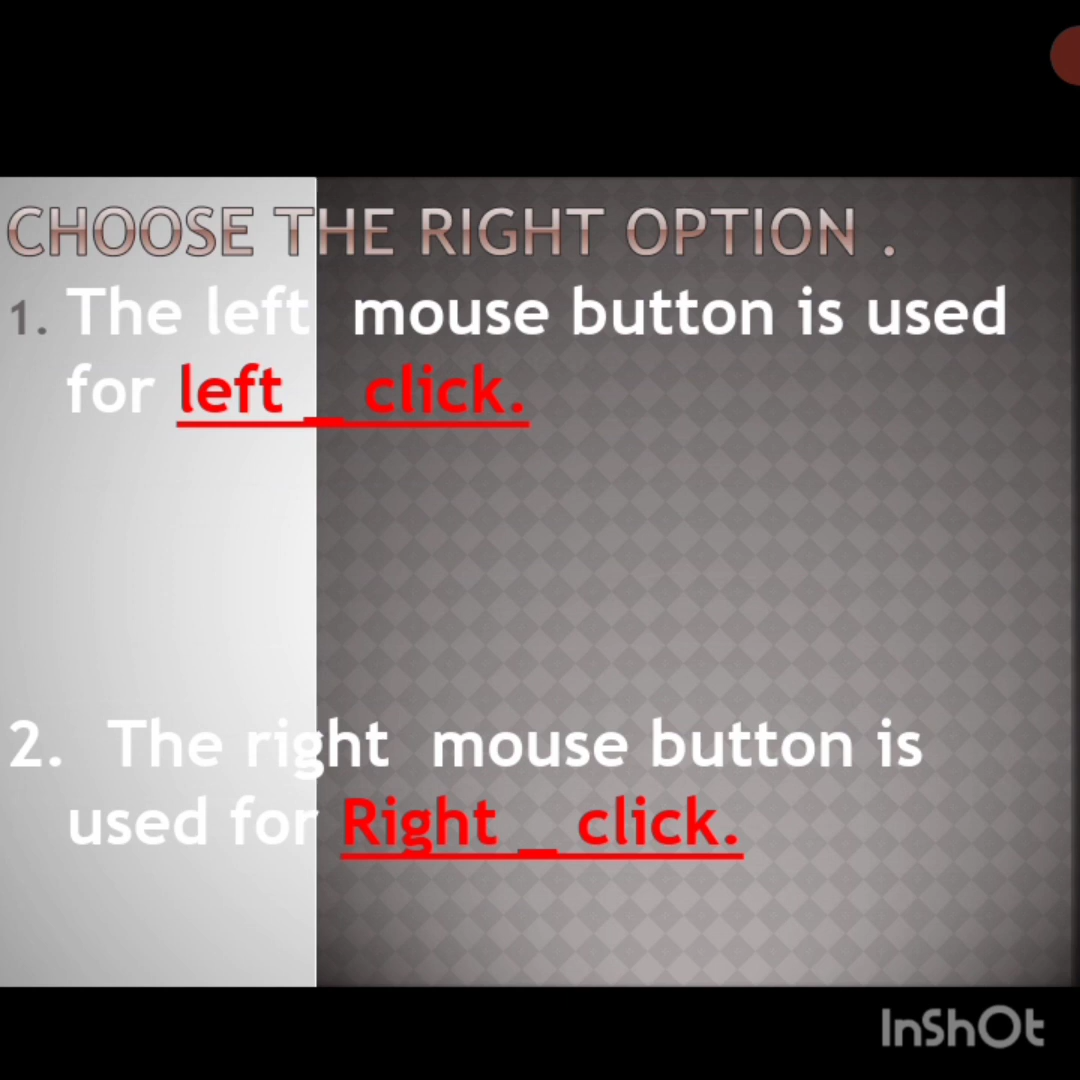 CHOOSE THE RIGHT OPTION .
1. The left mouse button is used
for left _ click.
2. The right mouse button is
used for Right _ click.
InShOt